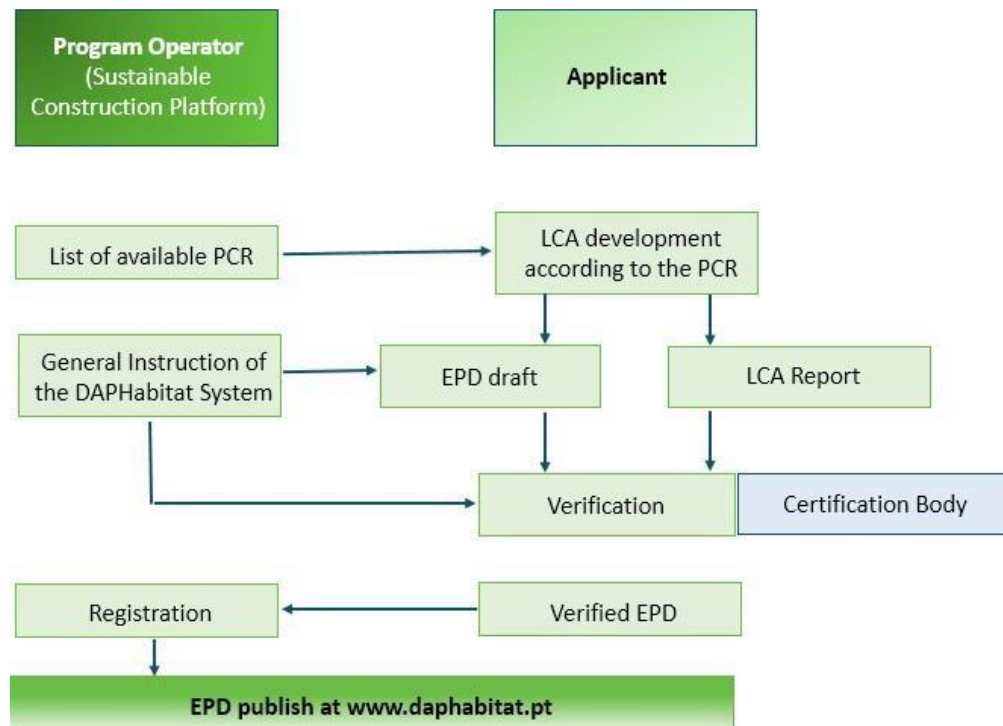 Program Operator
(Sustainable
Construction Platform)
Applicant
List of available PCR
LCA development
according to the PCR
General Instruction of
the DAPHabitat System
EPD draft
LCA Report
Verification
Certification Body
Registration
Verified EPD
EPD publish at www.daphabitat.pt